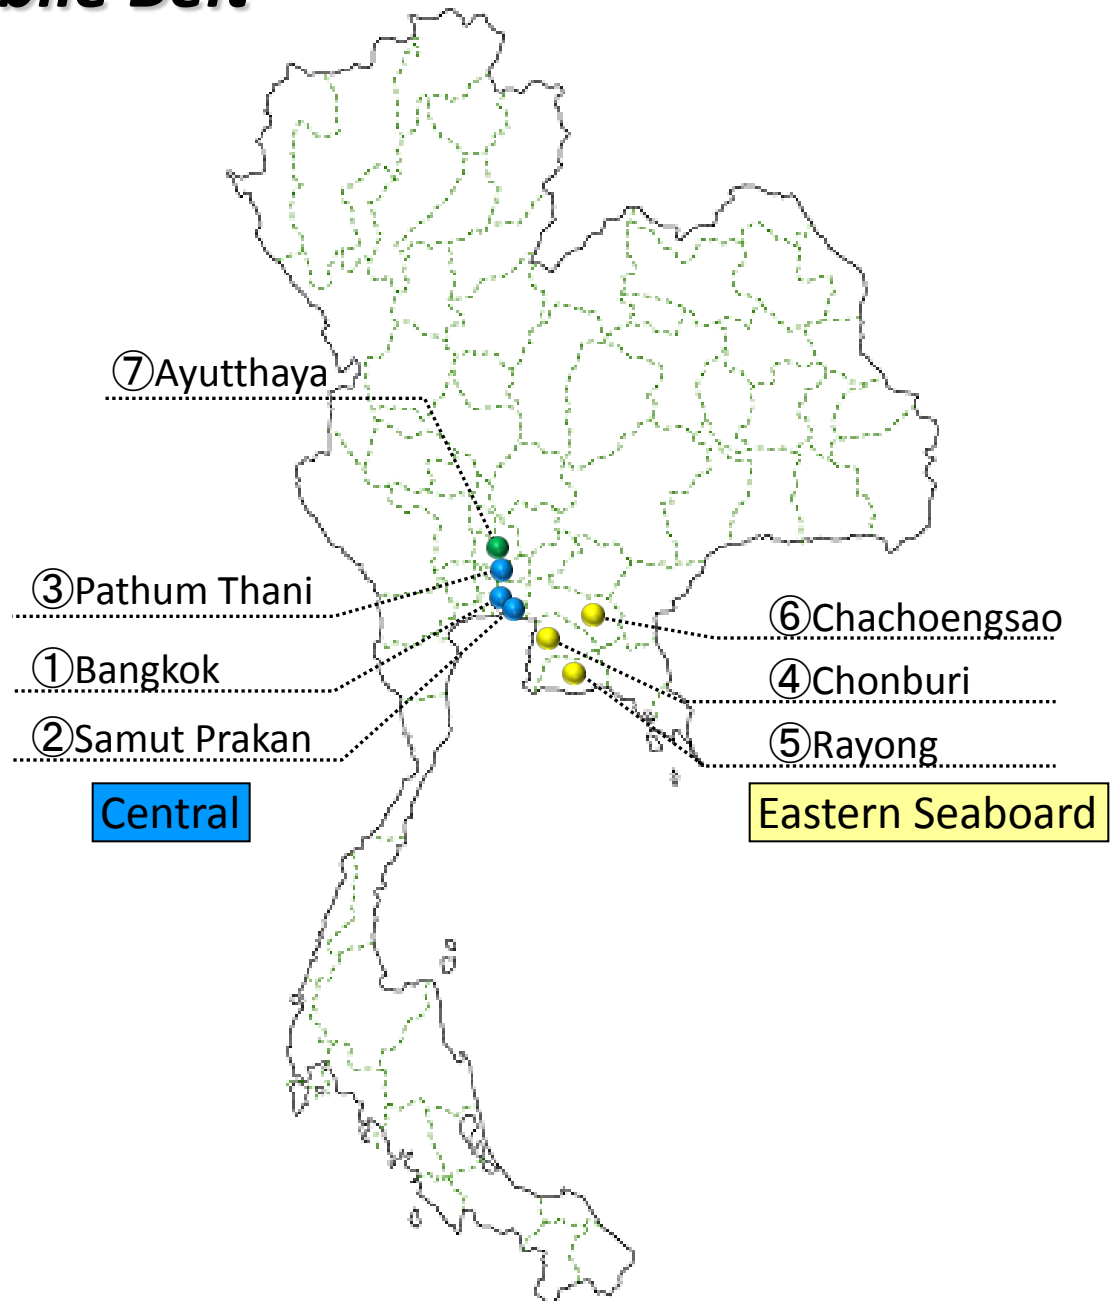 ⑦Ayutthaya
③Pathum Thani
①Bangkok
②Samut Prakan
Central
⑥Chachoengsao
④Chonburi
⑤Rayong
Eastern Seaboard